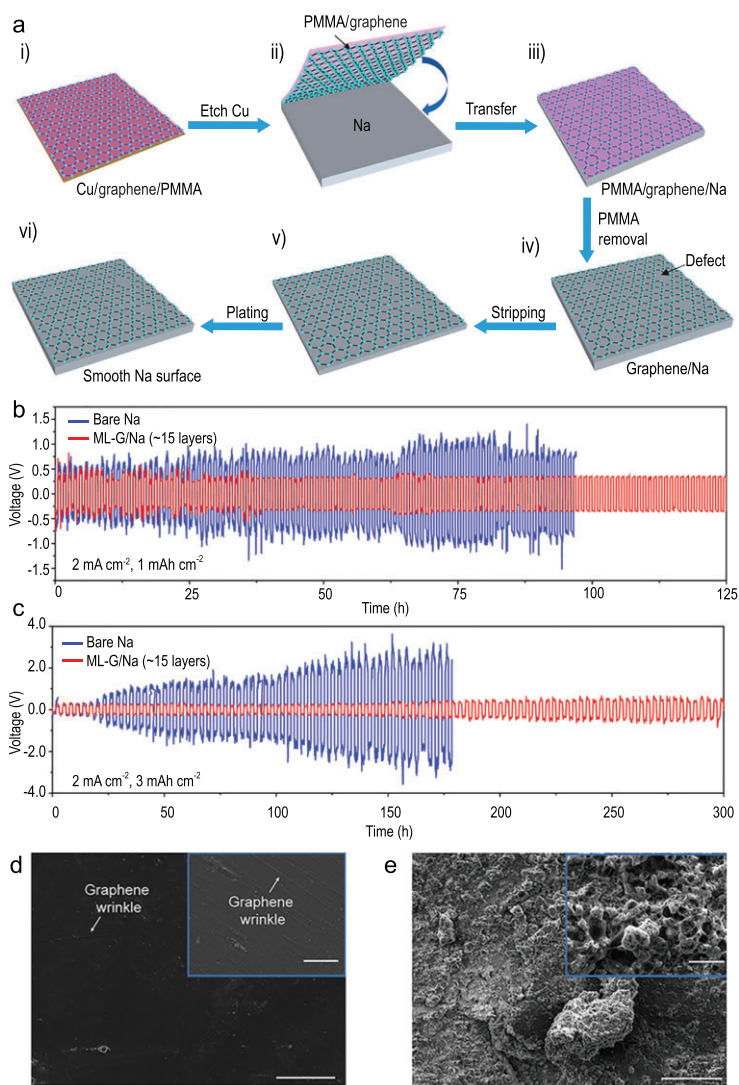 a
i)
ii)
iii)
PMMA/graphene
Etch Cu
Na
Transfer
Cu/graphene/PMMA
PMMA/graphene/Na
PMMA
removal
vi)
v)
iv)
Defect
Plating
Stripping
Smooth Na surface
Graphene/Na
b
1.5
1.0
0.5
0.0
-0.5
-1.0
-1.5
Voltage (V)
Bare Na
ML-G/Na (~15 layers)
2 mA cm⁻², 1 mAh cm⁻²
0 25 50 75 100 125
Time (h)
c
4.0
2.0
0.0
-2.0
-4.0
Voltage (V)
Bare Na
ML-G/Na (~15 layers)
2 mA cm⁻², 3 mAh cm⁻²
0 50 100 150 200 250 300
Time (h)
d
Graphene
wrinkle
Graphene
wrinkle
e